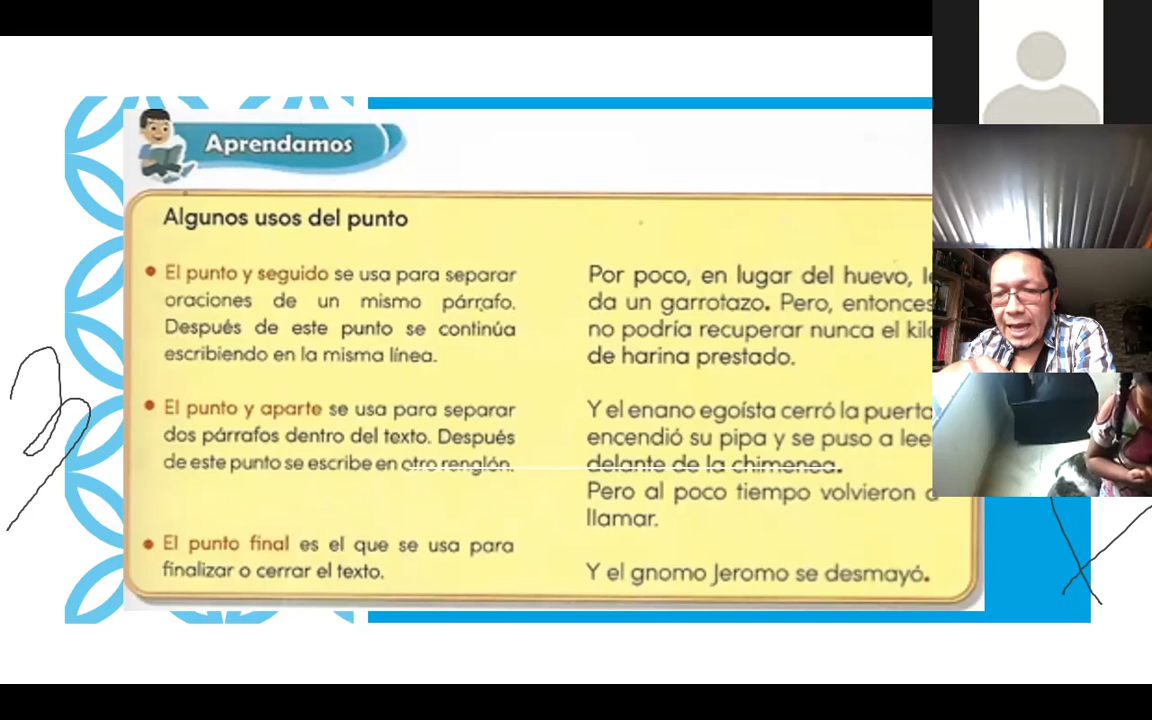 Aprendamos
Algunos usos del punto
El punto y seguido se usa para separar
oraciones de un mismo párrafo.
Después de este punto se continúa
escribiendo en la misma línea.
Por poco, en lugar del huevo,
da un garrotazo. Pero, entonces
no podría recuperar nunca el
de harina prestado.
El punto y aparte se usa para separar
dos párrafos dentro del texto. Después
de este punto se escribe en otro renglón.
Y el enano egoísta cerró la puerta
encendió su pipa y se puso a
delante de la chimenea.
Pero al poco tiempo volvieron a
llamar.
El punto final es el que se usa para
finalizar o cerrar el texto.
Y el gnomo Jeromo se desmayó.